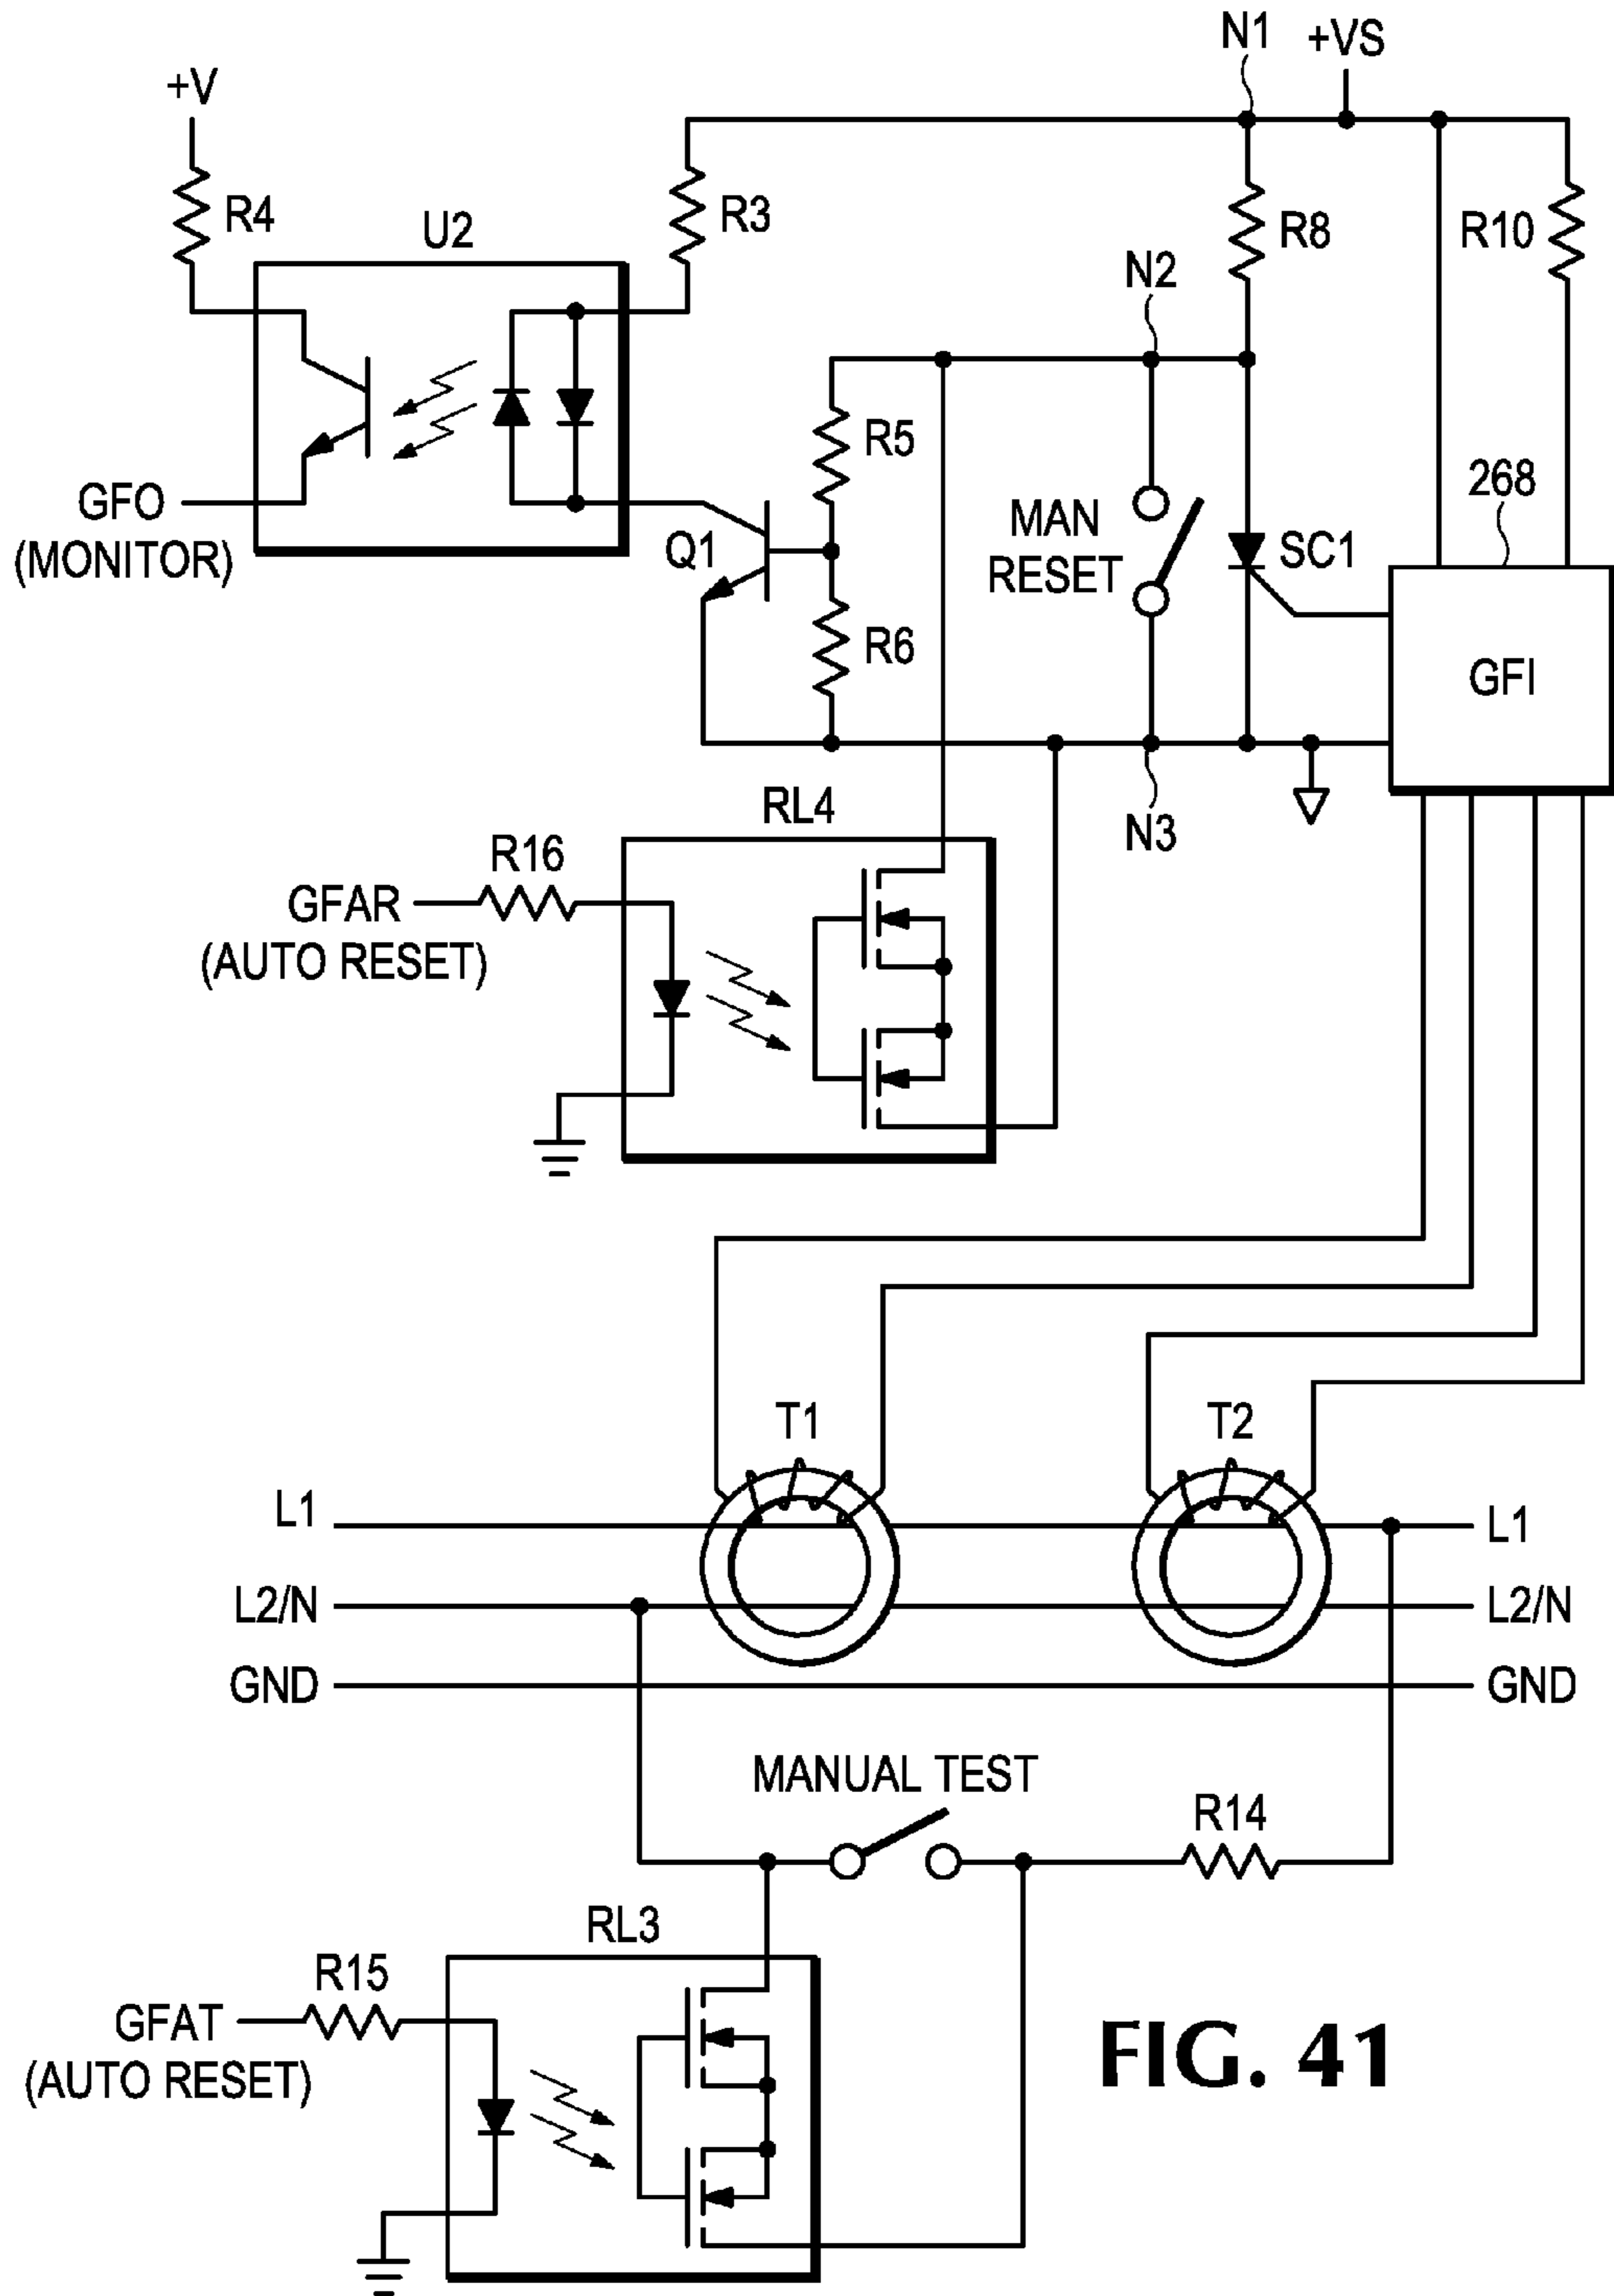 N1
+VS
+V
R4
U2
R3
R8
R10
N2
R5
268
GFO
(MONITOR)
Q1
MAN
RESET
SC1
R6
GFI
RL4
N3
R16
GFAR
(AUTO RESET)
T1
T2
L1
L1
L2/N
L2/N
GND
GND
MANUAL TEST
R14
RL3
R15
GFAT
(AUTO RESET)
FIG. 41